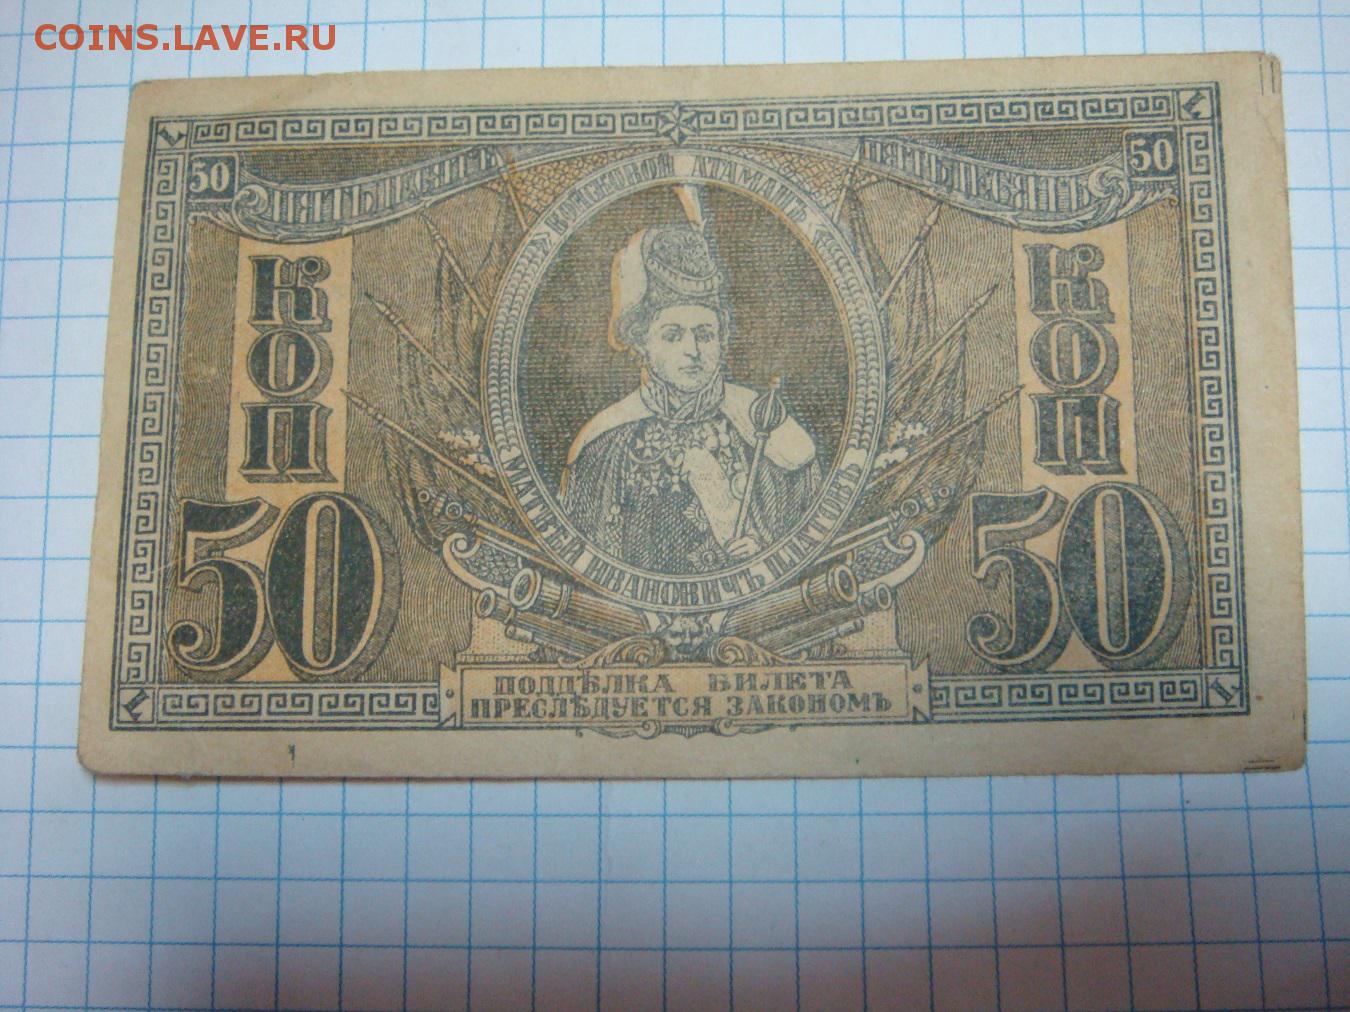 COINS.LAVE.RU
50
ПЯТЬДЕСЯТЪ
ВОЙСКОВОЙ АТАМАНЪ
ПЯТЬДЕСЯТЪ
50
КОП
50
МАТВѢЙ ИВАНОВИЧЪ ПЛАТОВЪ
КОП
50
ПОДДѢЛКА БИЛЕТА
ПРЕСЛѢДУЕТСЯ ЗАКОНОМЪ